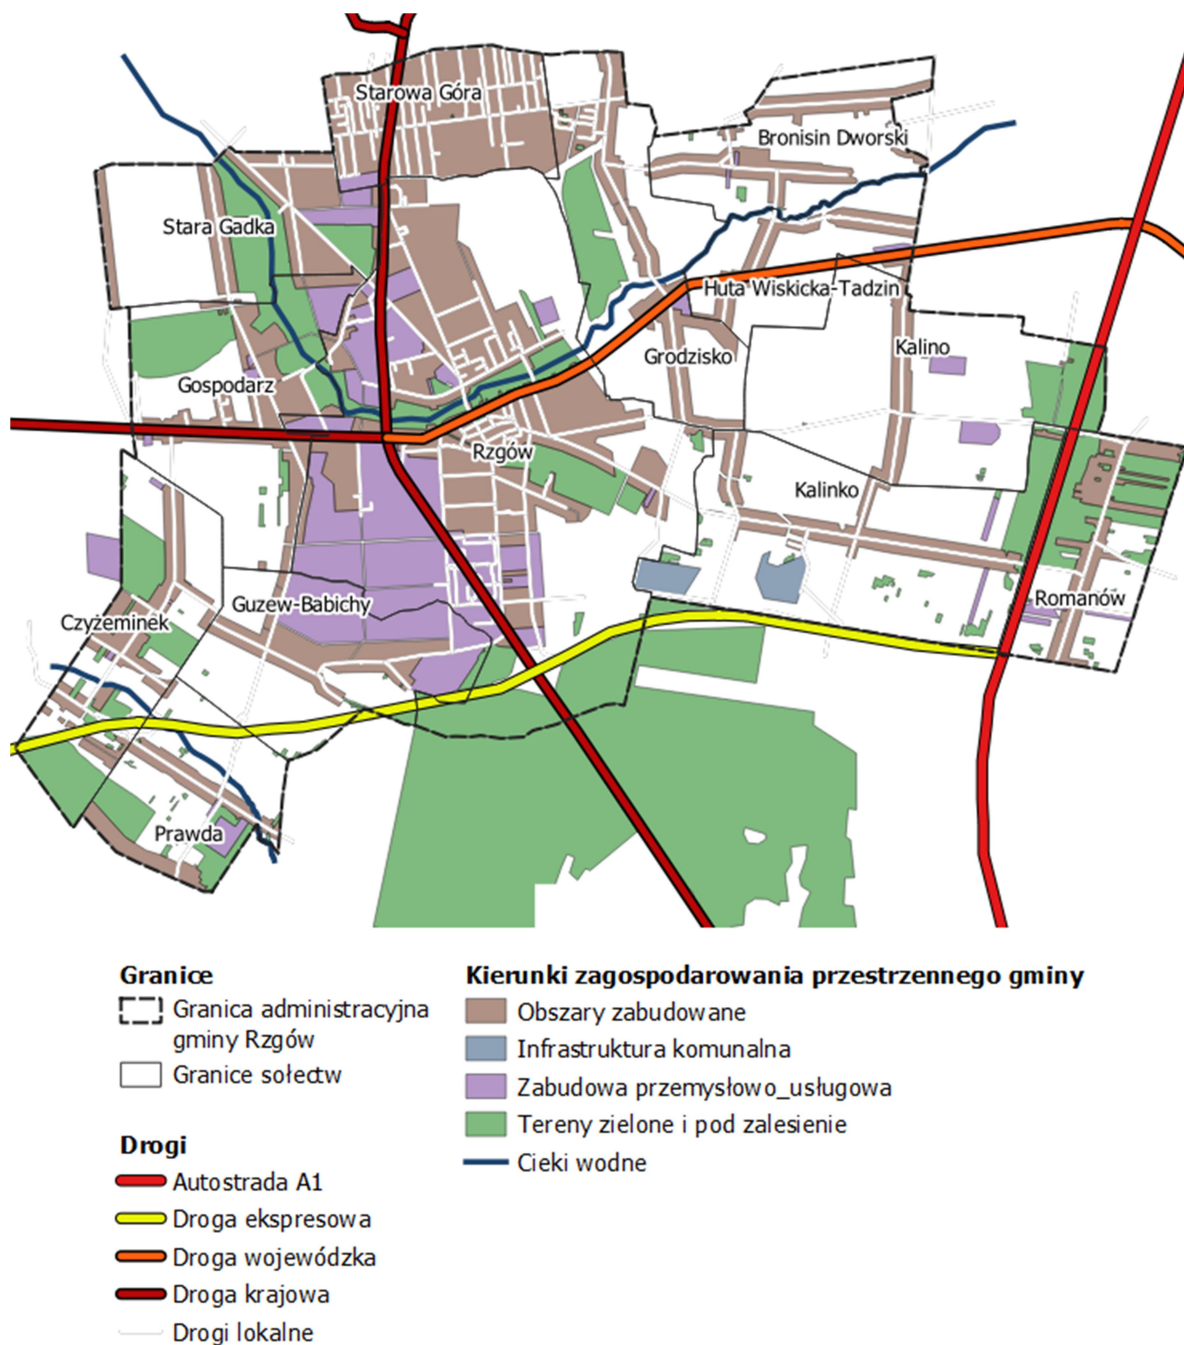 Starowa Góra
Bronisin Dworski
Stara Gadka
Huta Wiskicka-Tadzin
Kalino
Grodzisko
Gospodarz
Rzgów
Kalinko
Romanów
Guzew-Babichy
Czyżeminek
Prawda
Granice
Granica administracyjna
gminy Rzgów
Granice sołectw
Drogi
Autostrada A1
Droga ekspresowa
Droga wojewódzka
Droga krajowa
Drogi lokalne
Kierunki zagospodarowania przestrzennego gminy
Obszary zabudowane
Infrastruktura komunalna
Zabudowa przemysłowo_usługowa
Tereny zielone i pod zalesienie
Cieki wodne